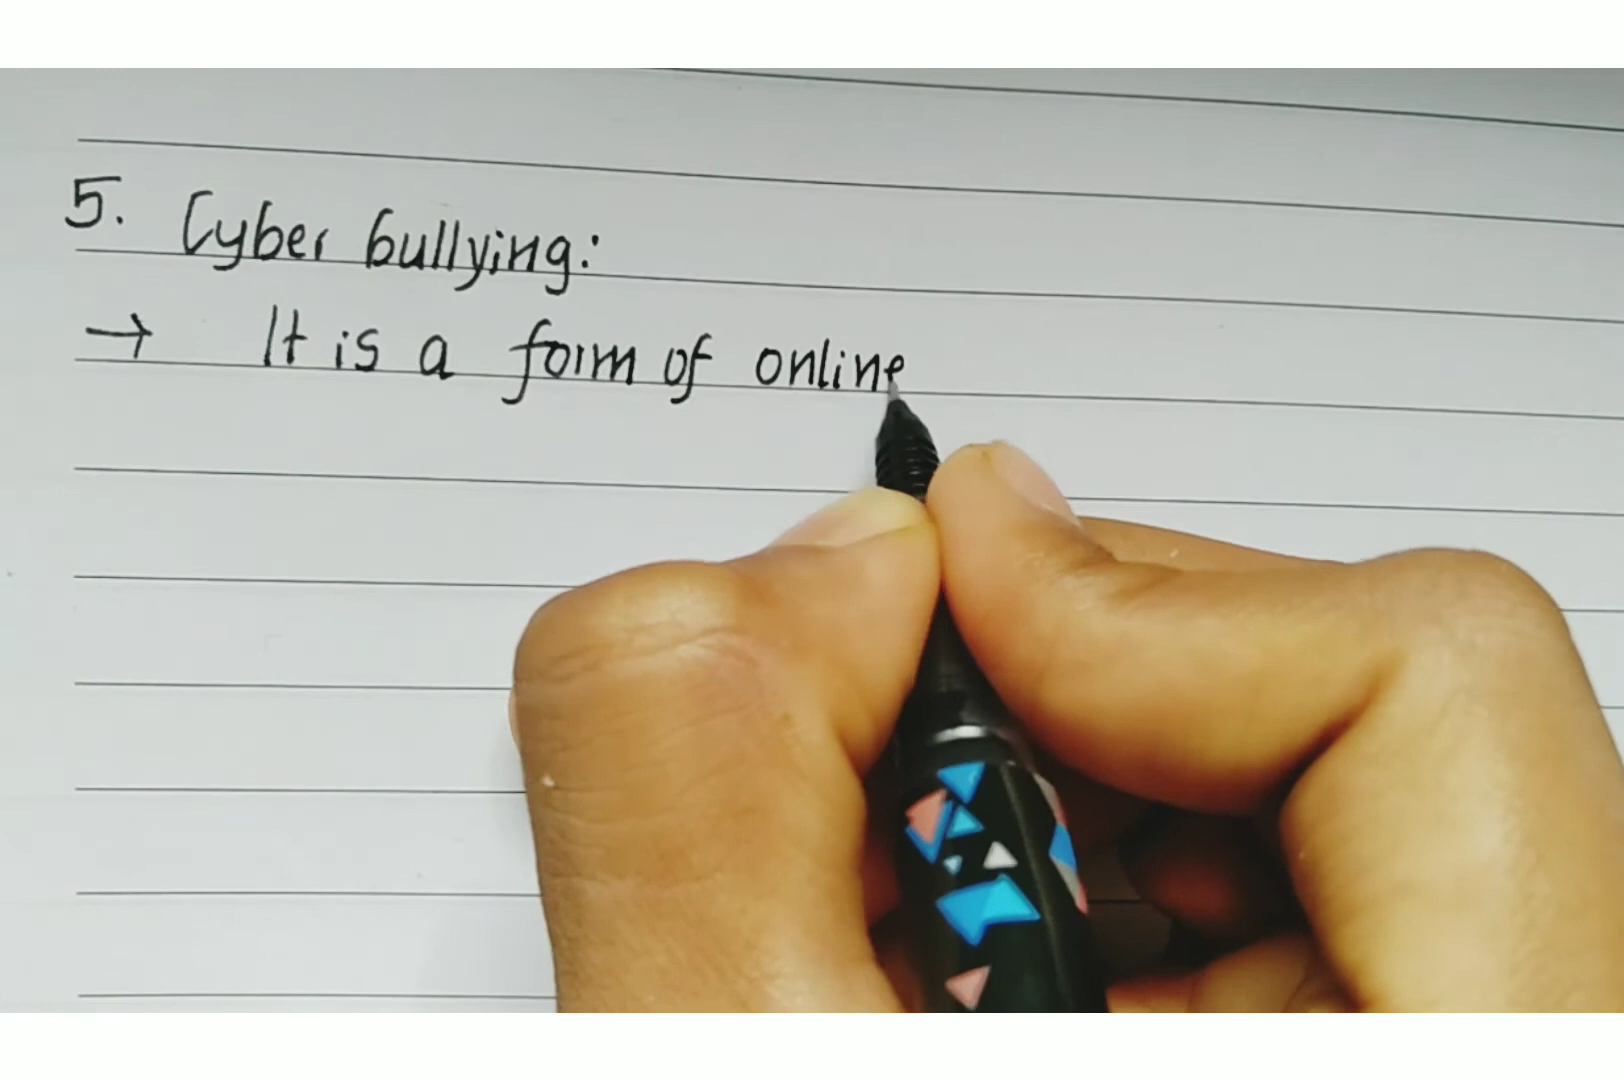 5. Cyber bullying:
→ It is a form of online